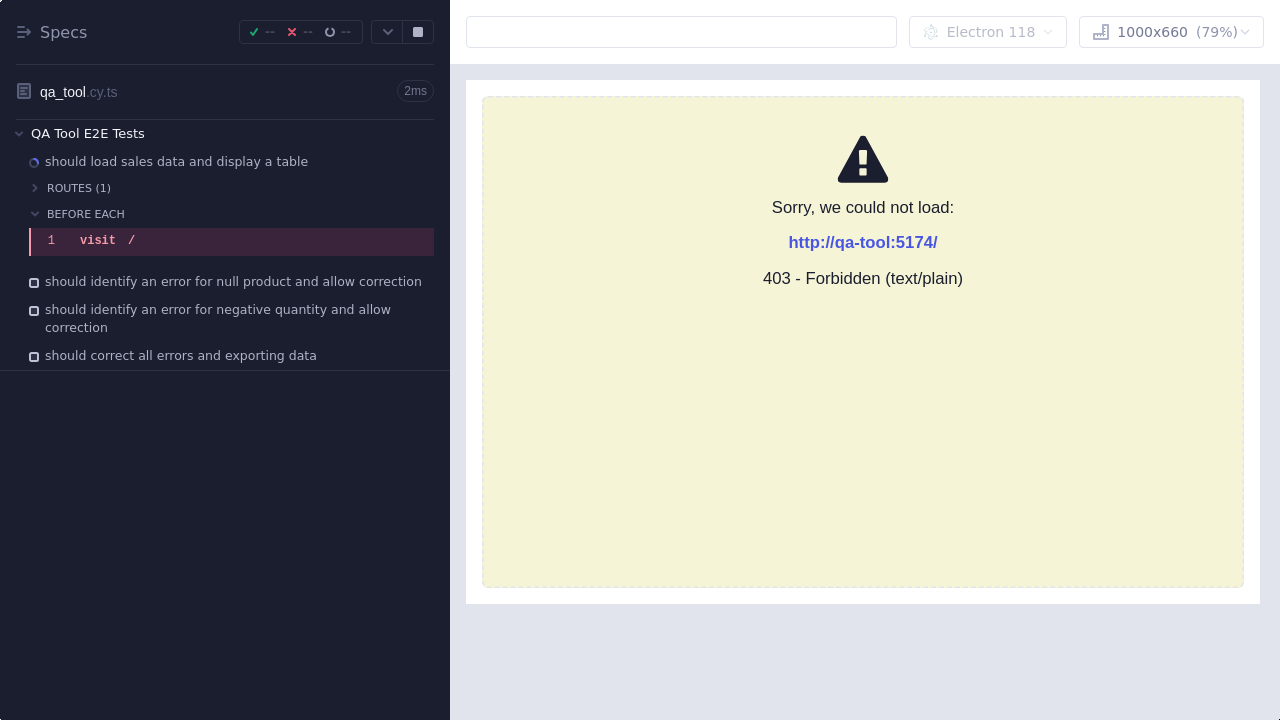 Specs
--
--
--
qa_tool.cy.ts
2ms
QA Tool E2E Tests
should load sales data and display a table
ROUTES (1)
BEFORE EACH
1 visit /
should identify an error for null product and allow correction
should identify an error for negative quantity and allow
correction
should correct all errors and exporting data
Electron 118
1000x660 (79%)
Sorry, we could not load:
http://qa-tool:5174/
403 - Forbidden (text/plain)